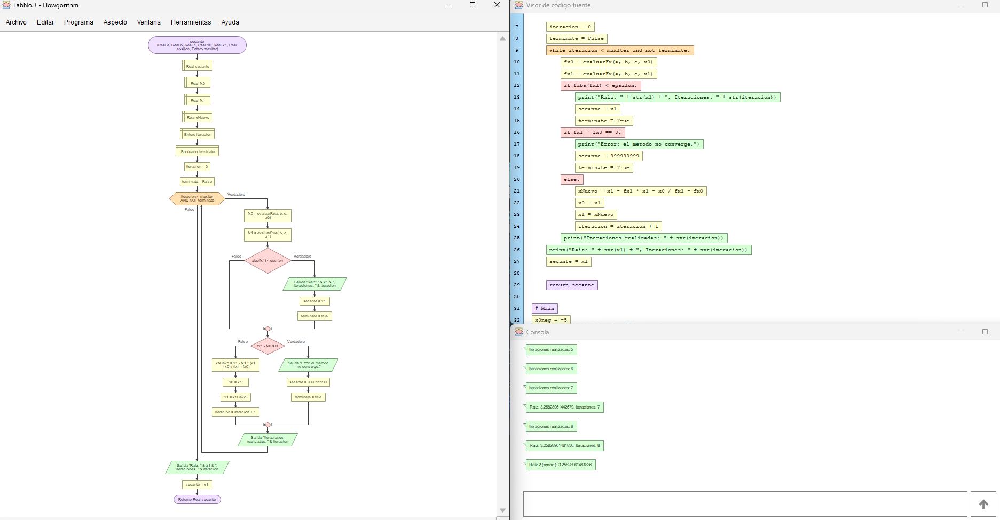 LabNo.3 - Flowgorithm
Archivo Editar Programa Aspecto Ventana Herramientas Ayuda
secante
(Real a, Real b, Real c, Real x0, Real x1, Real
epsilon, Entero maxIter)
Real secante
Real fx0
Real fx1
Real xNuevo
Entero iteracion
Booleano terminate
iteracion = 0
terminate = False
iteracion < maxIter
AND NOT terminate
Verdadero
Falso
fx0 = evaluarFx(a, b, c,
x0)
fx1 = evaluarFx(a, b, c,
x1)
Falso
abs(fx1) < epsilon
Verdadero
Salida "Raíz: " & x1 & ",
Iteraciones: " & iteracion
secante = x1
terminate = true
Falso
fx1 - fx0 = 0
Verdadero
xNuevo = x1 - fx1 * (x1
- x0) / (fx1 - fx0)
x0 = x1
x1 = xNuevo
iteracion = iteracion + 1
Salida "Error: el método
no converge."
secante = 999999999
terminate = true
Salida "Iteraciones
realizadas: " & iteracion
Salida "Raíz: " & x1 & ",
Iteraciones: " & iteracion
secante = x1
Retorno Real secante
Visor de código fuente
7 iteracion = 0
8 terminate = False
9 while iteracion < maxIter and not terminate:
10 fx0 = evaluarFx(a, b, c, x0)
11 fx1 = evaluarFx(a, b, c, x1)
12 if fabs(fx1) < epsilon:
13 print("Raíz: " + str(x1) + ", Iteraciones: " + str(iteracion))
14 secante = x1
15 terminate = True
16 if fx1 - fx0 == 0:
17 print("Error: el método no converge.")
18 secante = 999999999
19 terminate = True
20 else:
21 xNuevo = x1 - fx1 * x1 - x0 / fx1 - fx0
22 x0 = x1
23 x1 = xNuevo
24 iteracion = iteracion + 1
25 print("Iteraciones realizadas: " + str(iteracion))
26 print("Raíz: " + str(x1) + ", Iteraciones: " + str(iteracion))
27 secante = x1
28
29 return secante
30
31 # Main
32 x0neg = -5
Consola
Iteraciones realizadas: 5
Iteraciones realizadas: 6
Iteraciones realizadas: 7
Raíz: 3.25828961442679, Iteraciones: 7
Iteraciones realizadas: 8
Raíz: 3.25828961481836, Iteraciones: 8
Raíz 2 (aprox.): 3.25828961481836